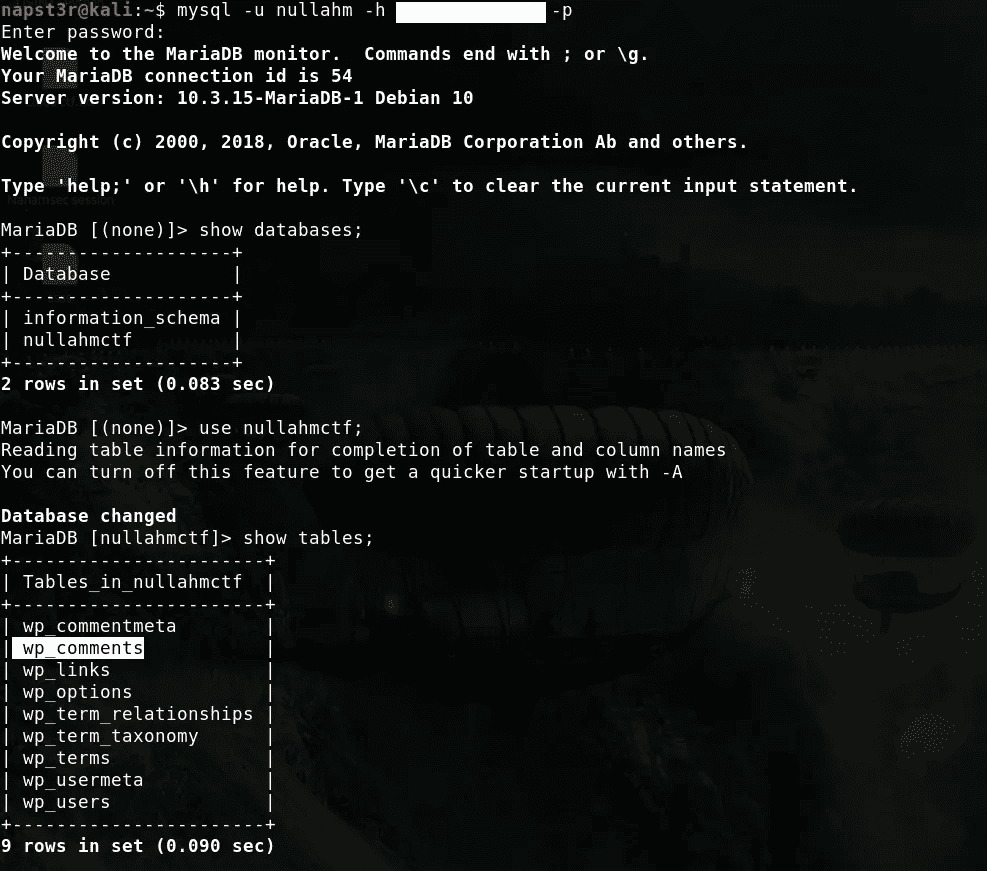 napst3r@kali:~$ mysql -u nullahm -h -p
Enter password:
Welcome to the MariaDB monitor.  Commands end with ; or \g.
Your MariaDB connection id is 54
Server version: 10.3.15-MariaDB-1 Debian 10
Copyright (c) 2000, 2018, Oracle, MariaDB Corporation Ab and others.
Type 'help;' or '\h' for help. Type '\c' to clear the current input statement.
Nahamsec session
MariaDB [(none)]> show databases;
+--------------------+
| Database           |
+--------------------+
| information_schema |
| nullahmctf         |
+--------------------+
2 rows in set (0.083 sec)
MariaDB [(none)]> use nullahmctf;
Reading table information for completion of table and column names
You can turn off this feature to get a quicker startup with -A
Database changed
MariaDB [nullahmctf]> show tables;
+-----------------------+
| Tables_in_nullahmctf  |
+-----------------------+
| wp_commentmeta        |
| wp_comments           |
| wp_links              |
| wp_options            |
| wp_term_relationships |
| wp_term_taxonomy      |
| wp_terms              |
| wp_usermeta           |
| wp_users              |
+-----------------------+
9 rows in set (0.090 sec)